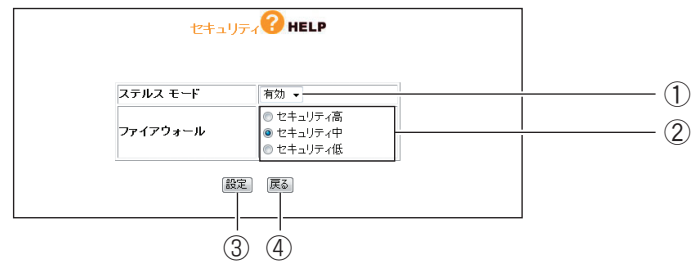 セキュリティ ? HELP
ステルス モード 有効 ①
ファイアウォール
セキュリティ高
セキュリティ中 ②
セキュリティ低
設定 戻る
③ ④